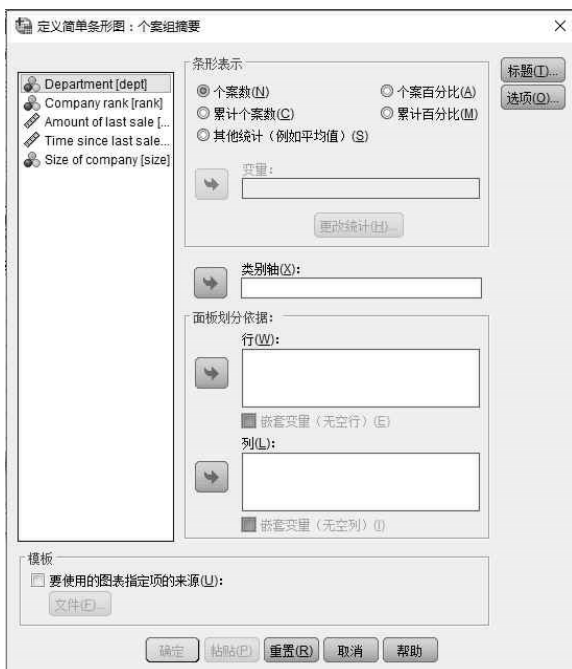 定义简单条形图：个案组摘要
Department [dept]
Company rank [rank]
Amount of last sale [...
Time since last sale...
Size of company [size]
条形表示
个案数(N)
个案百分比(A)
累计个案数(C)
累计百分比(M)
其他统计（例如平均值）(S)
变量:
更改统计(H)...
类别轴(X):
面板划分依据:
行(W):
嵌套变量（无空行）(E)
列(L):
嵌套变量（无空列）(I)
标题(T)...
选项(O)...
模板
要使用的图表指定项的来源(U):
文件(F)...
确定
粘贴(P)
重置(R)
取消
帮助